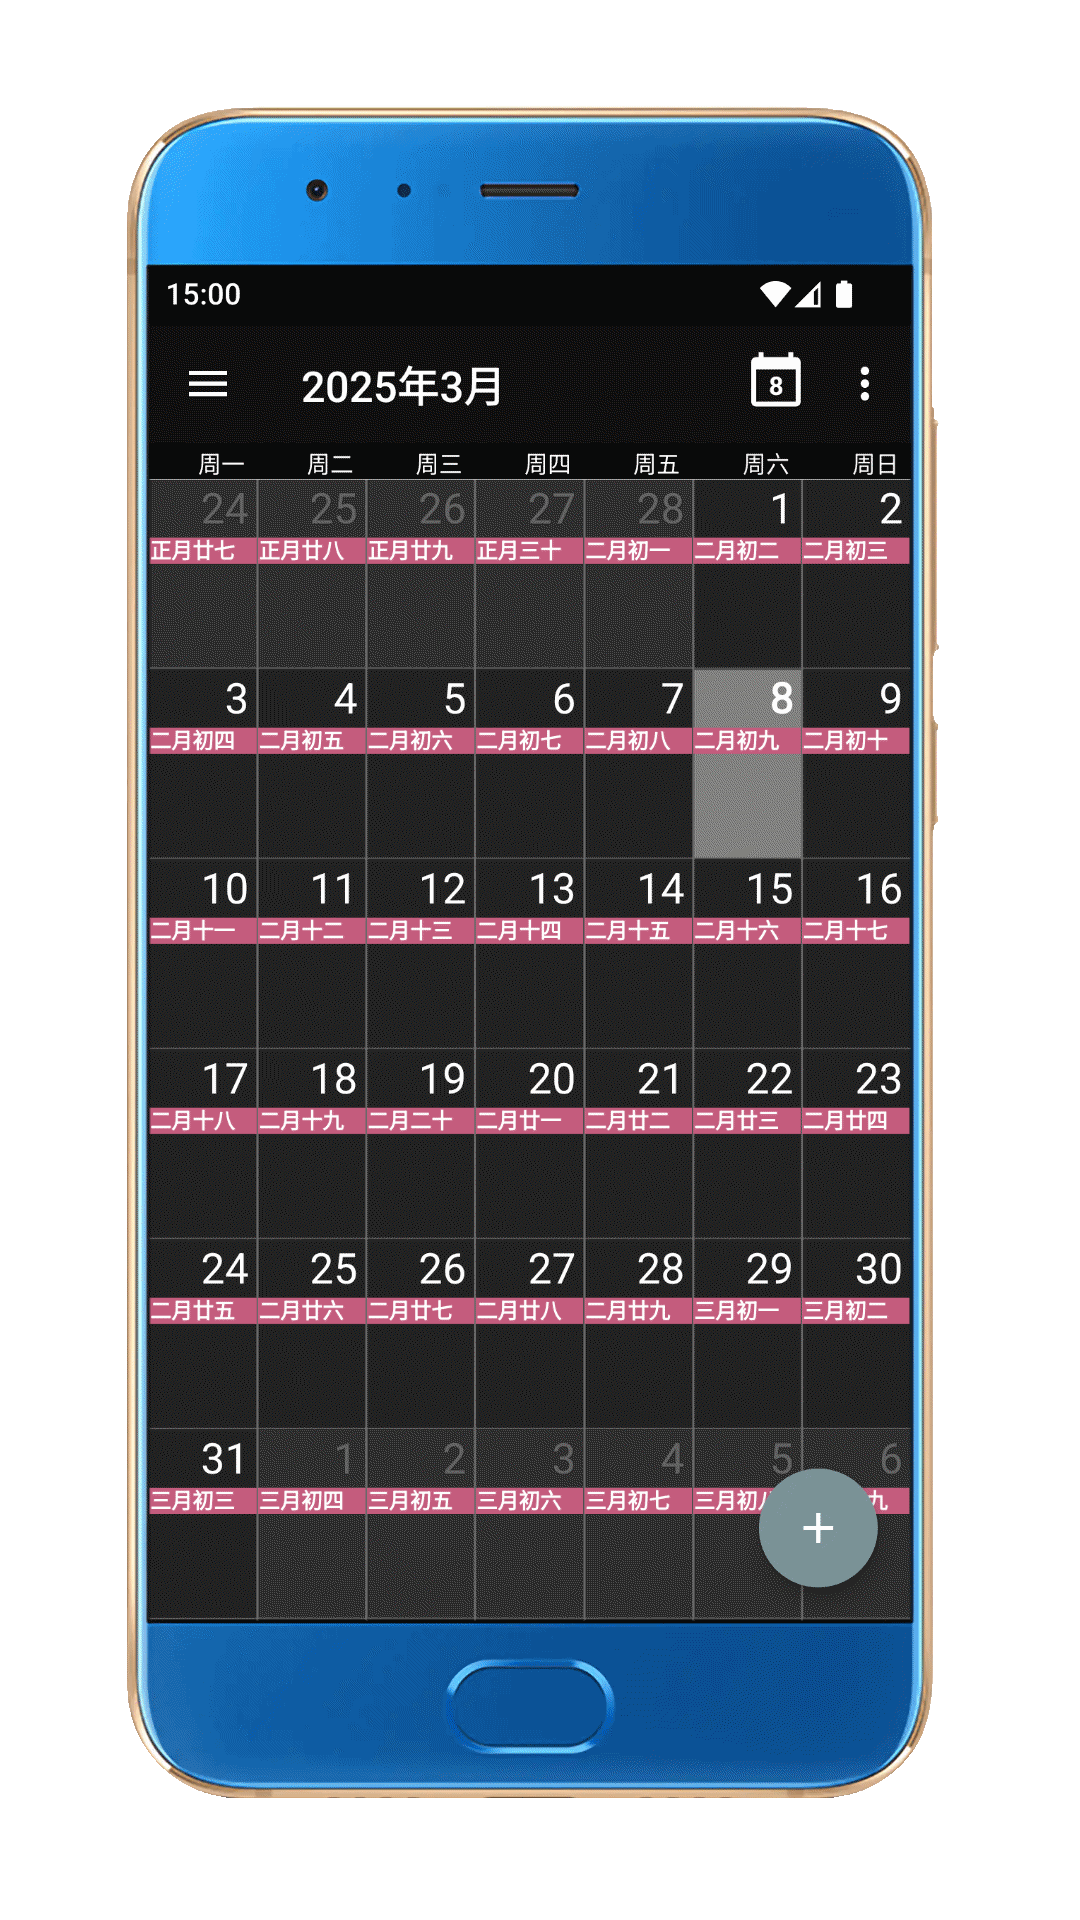 15:00
2025年3月
8
周一 周二 周三 周四 周五 周六 周日
24 25 26 27 28 1 2
正月廿七 正月廿八 正月廿九 正月三十 二月初一 二月初二 二月初三
3 4 5 6 7 8 9
二月初四 二月初五 二月初六 二月初七 二月初八 二月初九 二月初十
10 11 12 13 14 15 16
二月十一 二月十二 二月十三 二月十四 二月十五 二月十六 二月十七
17 18 19 20 21 22 23
二月十八 二月十九 二月二十 二月廿一 二月廿二 二月廿三 二月廿四
24 25 26 27 28 29 30
二月廿五 二月廿六 二月廿七 二月廿八 二月廿九 三月初一 三月初二
31 1 2 3 4 5 6
三月初三 三月初四 三月初五 三月初六 三月初七 三月初 九
+